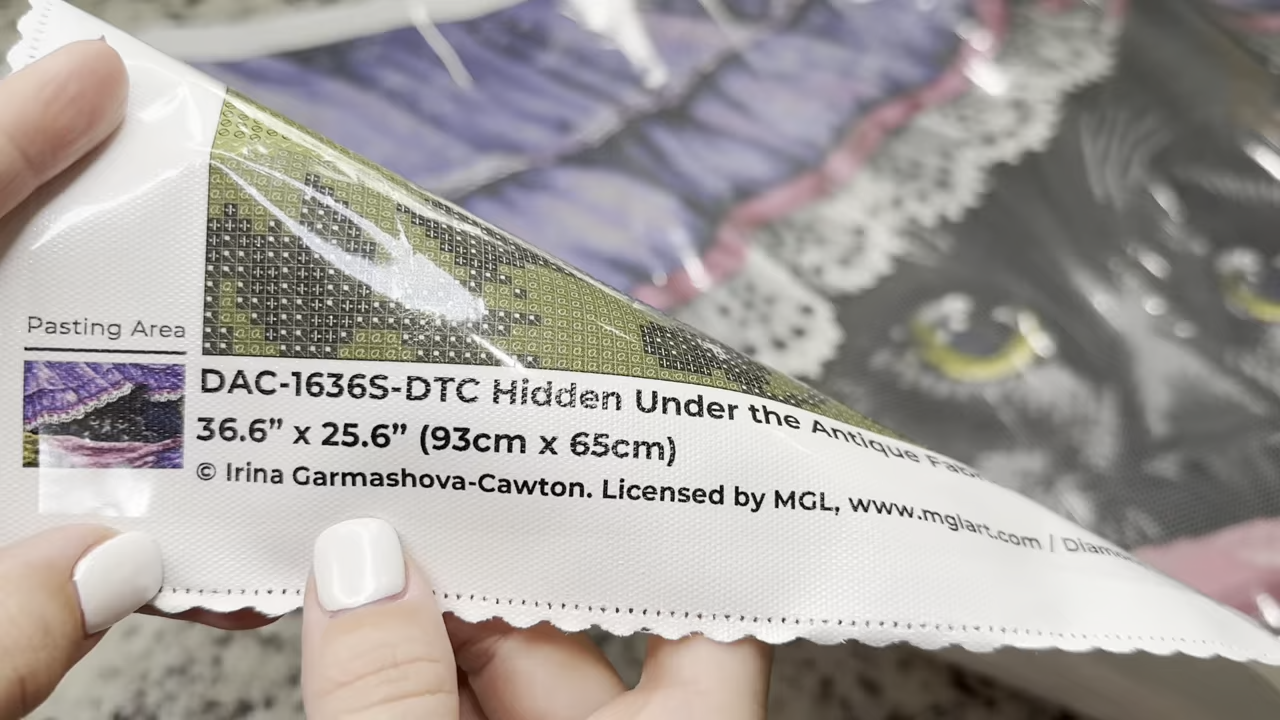 Pasting Area
DAC-1636S-DTC Hidden Under the Antique
36.6” x 25.6” (93cm x 65cm)
© Irina Garmashova-Cawton. Licensed by MGL, www.mglart.com /